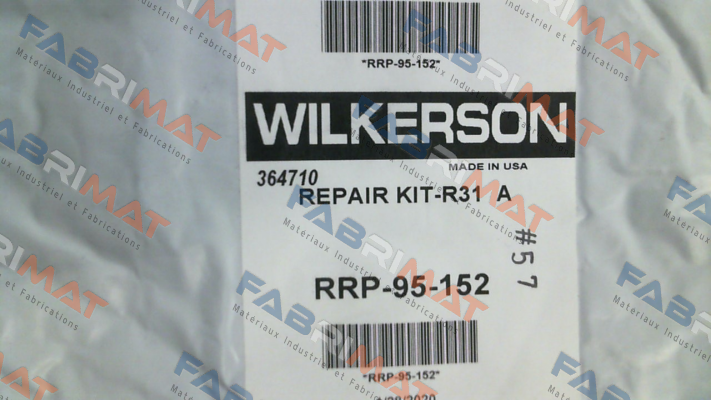 "RRP-95-152"
WILKERSON
MADE IN USA
364710
REPAIR KIT-R31 A
#57
RRP-95-152
"RRP-95-152"
FABRIMAT
Matériaux Industriel et Fabrications